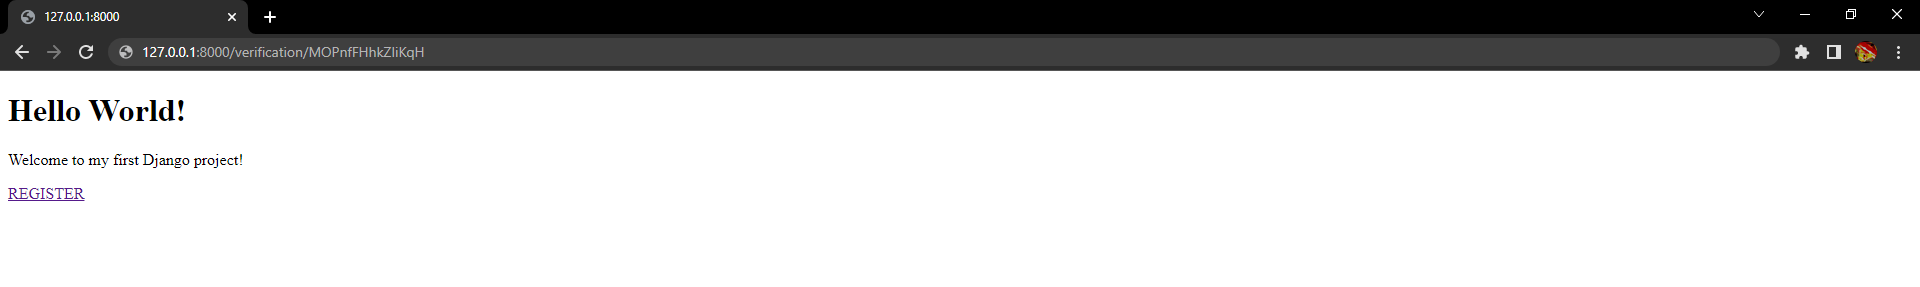 127.0.0.1:8000
127.0.0.1:8000/verification/MOPnfFHhkZIiKqH
Hello World!
Welcome to my first Django project!
REGISTER